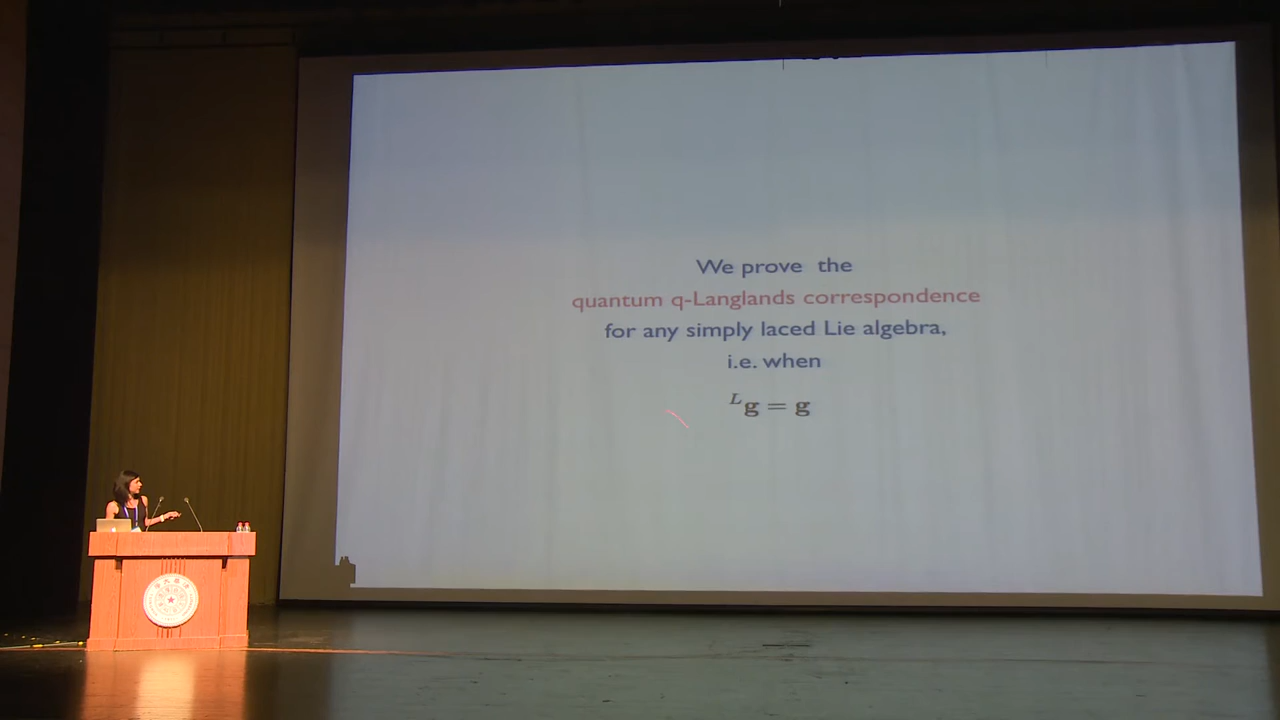 We prove the
quantum q-Langlands correspondence
for any simply laced Lie algebra,
i.e. when
ᴸg = g